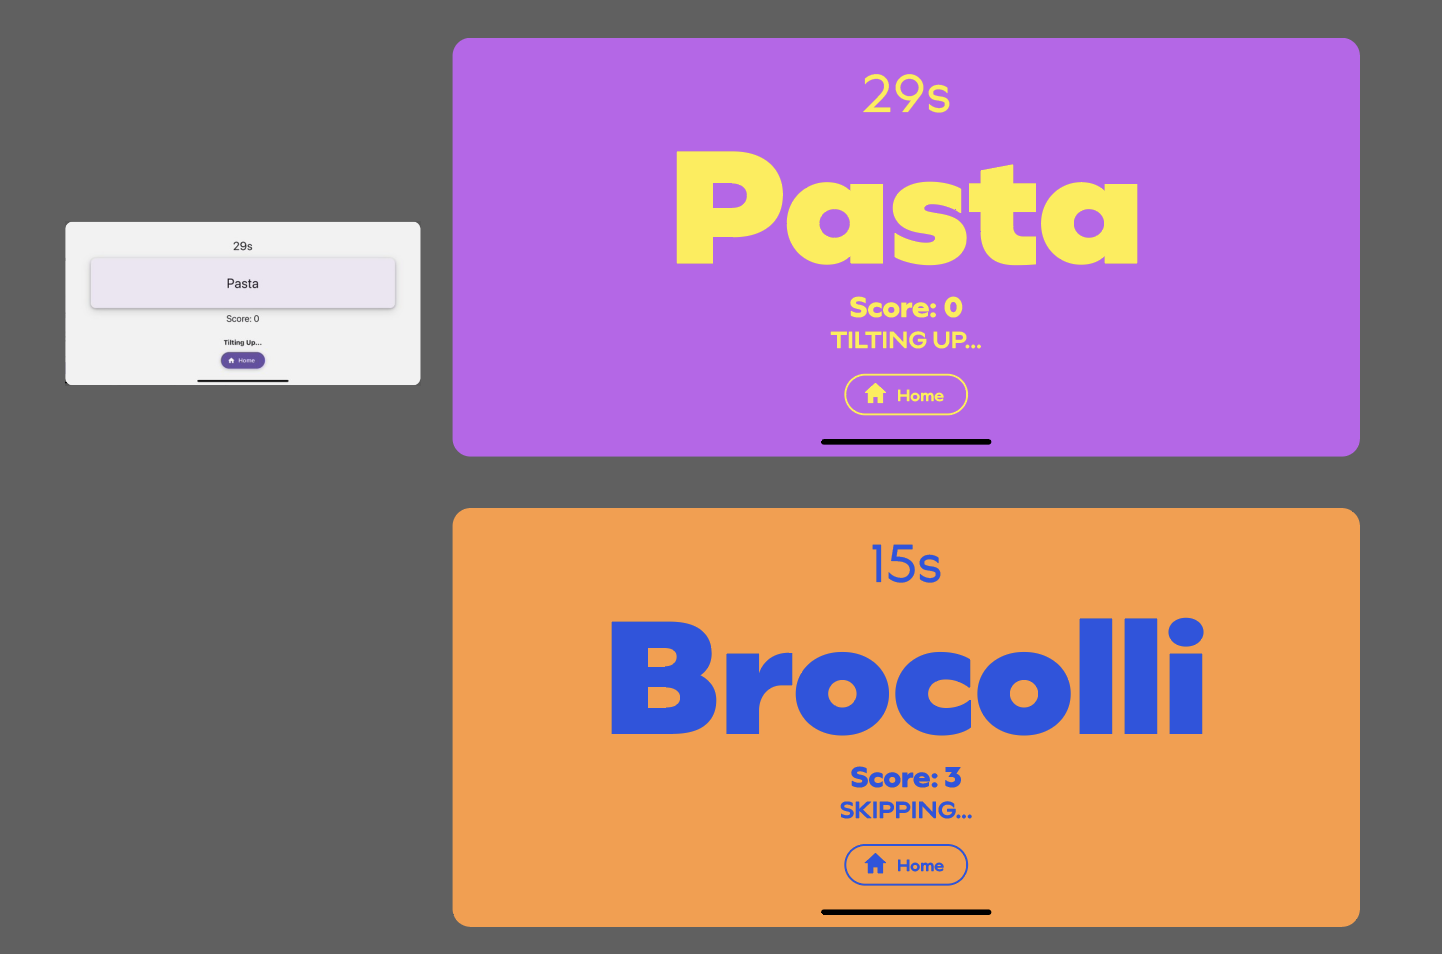 29s
Pasta
Score: 0
Tilting Up...
Home
29s
Pasta
Score: 0
TILTING UP...
Home
15s
Brocolli
Score: 3
SKIPPING...
Home